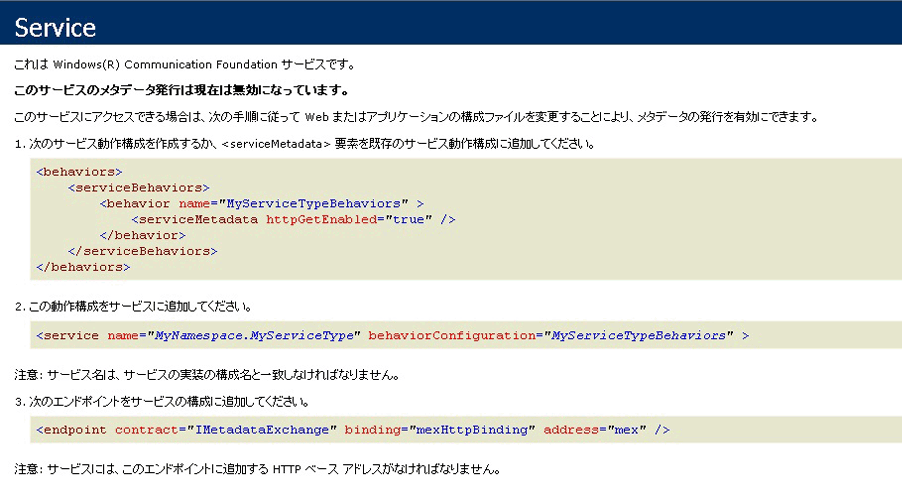 Service
これは Windows(R) Communication Foundation サービスです。
このサービスのメタデータ発行は現在は無効になっています。
このサービスにアクセスできる場合は、次の手順に従って Web またはアプリケーションの構成ファイルを変更することにより、メタデータの発行を有効にできます。
1. 次のサービス動作構成を作成するか、<serviceMetadata> 要素を既存のサービス動作構成に追加してください。
<behaviors>
<serviceBehaviors>
<behavior name="MyServiceTypeBehaviors" >
<serviceMetadata httpGetEnabled="true" />
</behavior>
</serviceBehaviors>
</behaviors>
2. この動作構成をサービスに追加してください。
<service name="MyNamespace.MyServiceType" behaviorConfiguration="MyServiceTypeBehaviors" >
注意: サービス名は、サービスの実装の構成名と一致しなければなりません。
3. 次のエンドポイントをサービスの構成に追加してください。
<endpoint contract="IMetadataExchange" binding="mexHttpBinding" address="mex" />
注意: サービスには、このエンドポイントに追加する HTTP ベース アドレスがなければなりません。